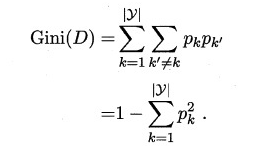 Gini(D) = \sum_{k=1}^{|\mathcal{Y}|} \sum_{k' \neq k} p_k p_{k'}
= 1 - \sum_{k=1}^{|\mathcal{Y}|} p_k^2 .